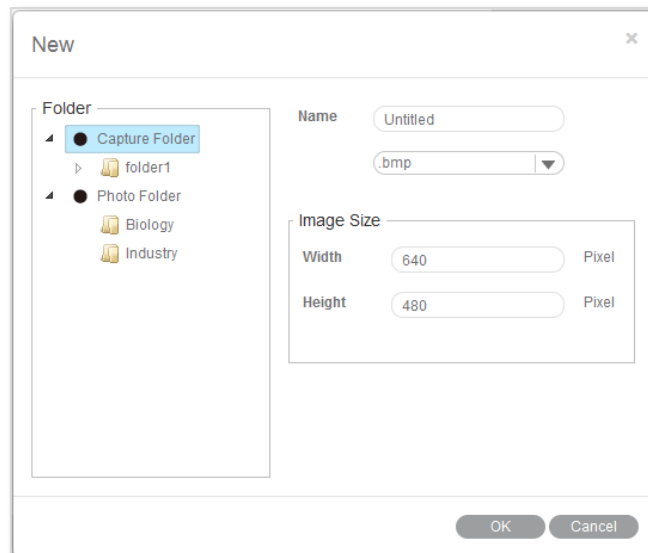 New
Folder
Capture Folder
folder1
Photo Folder
Biology
Industry
Name
Untitled
.bmp
Image Size
Width
640
Pixel
Height
480
Pixel
OK
Cancel